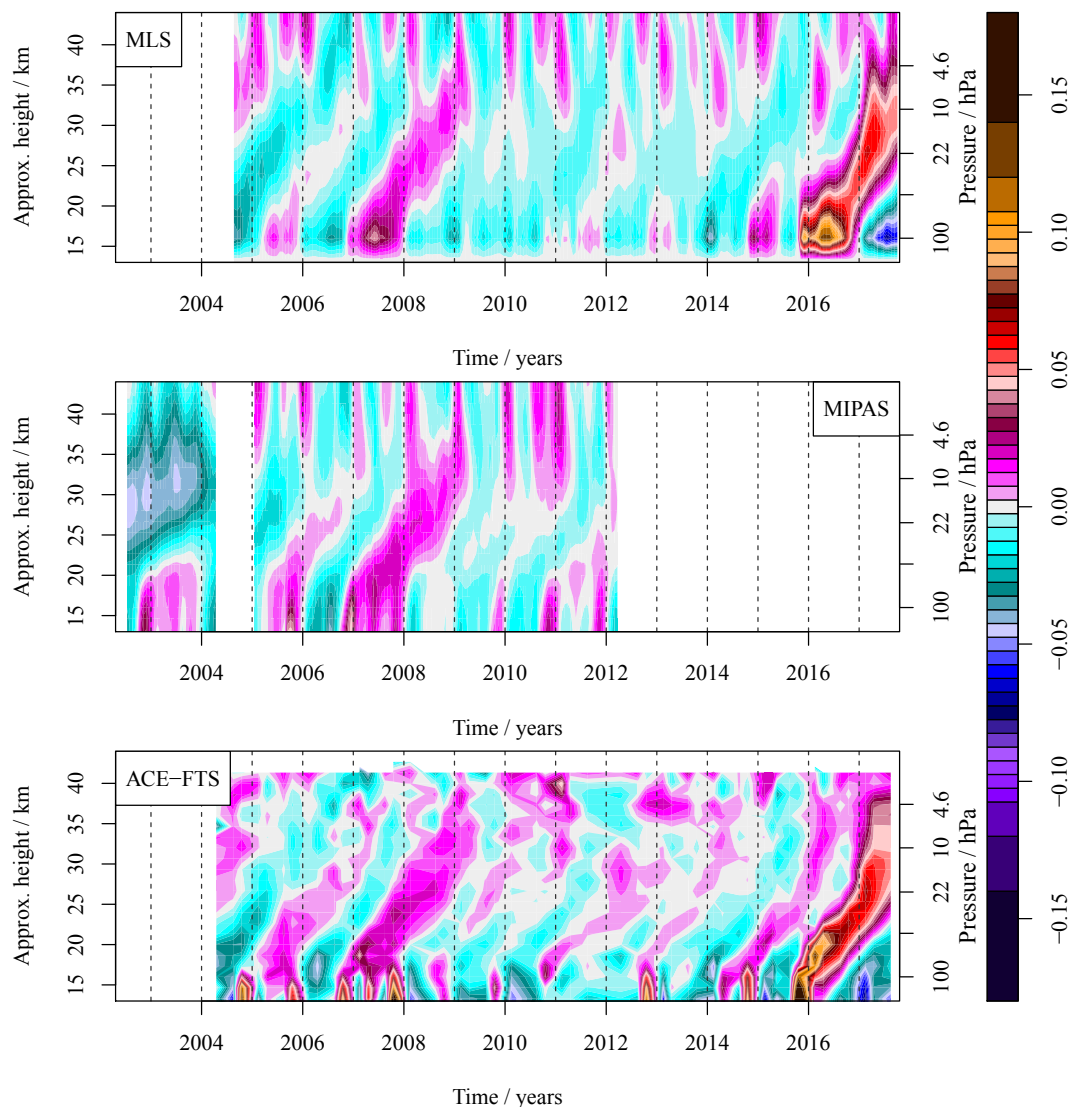 MLS
Approx. height / km
15 20 25 30 35 40
100 22 10 4.6
Pressure / hPa
2004 2006 2008 2010 2012 2014 2016
Time / years
MIPAS
Approx. height / km
15 20 25 30 35 40
100 22 10 4.6
Pressure / hPa
2004 2006 2008 2010 2012 2014 2016
Time / years
ACE−FTS
Approx. height / km
15 20 25 30 35 40
100 22 10 4.6
Pressure / hPa
2004 2006 2008 2010 2012 2014 2016
Time / years
−0.15 −0.10 −0.05 0.00 0.05 0.10 0.15